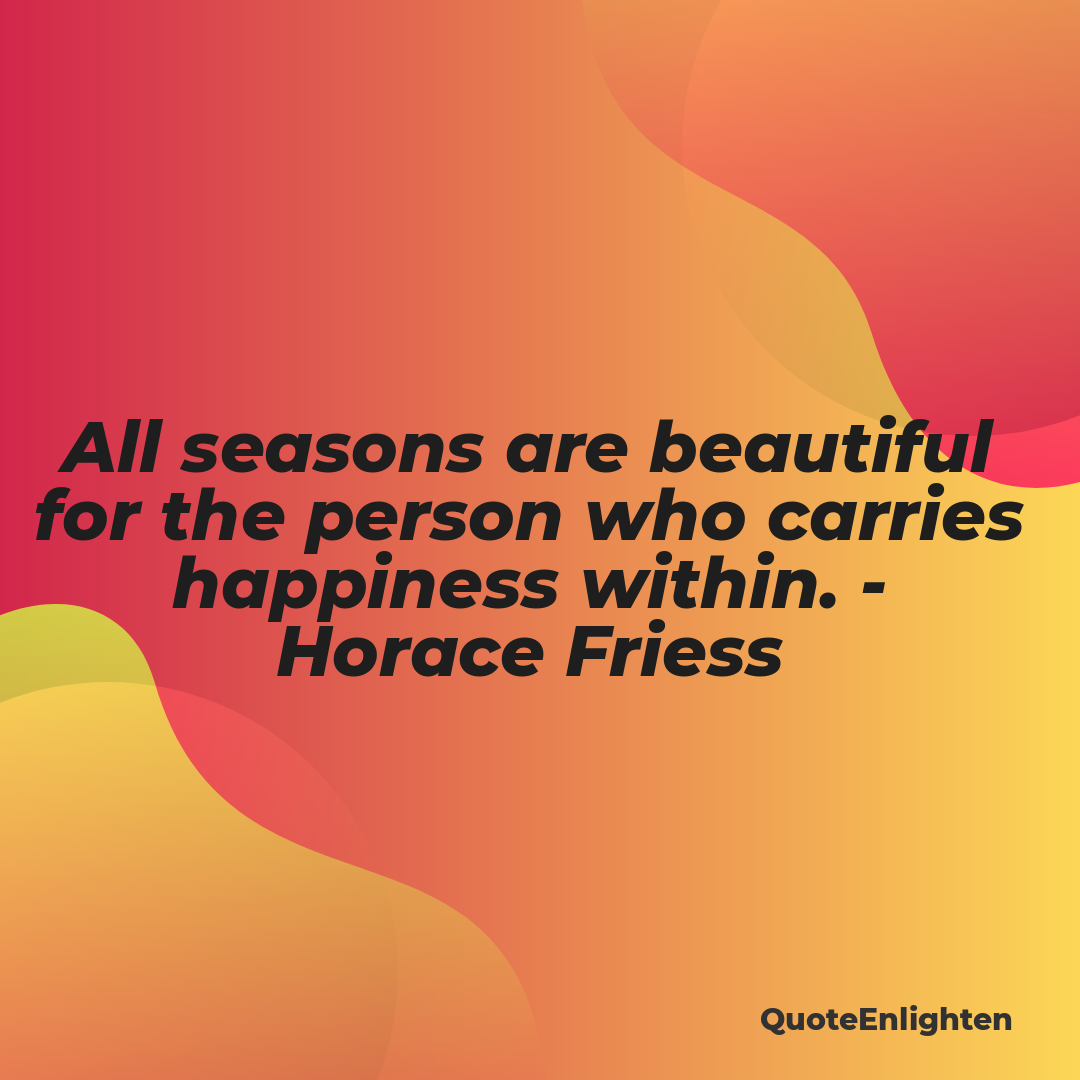 All seasons are beautiful
for the person who carries
happiness within. -
Horace Friess
QuoteEnlighten